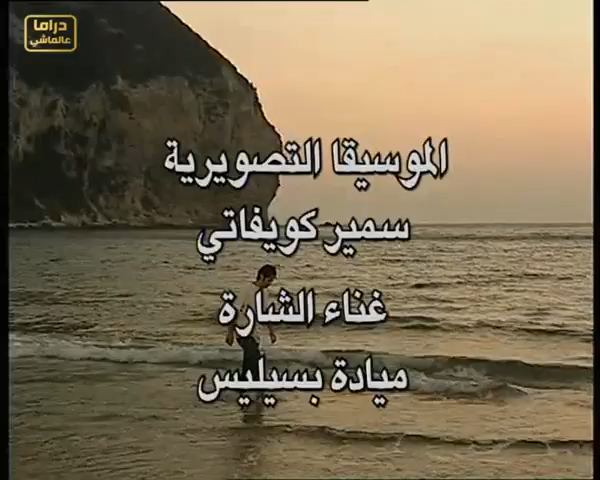 دراما
عالماشي
الموسيقا التصويرية
سمير كويفاتي
غناء الشارة
ميادة بسيليس